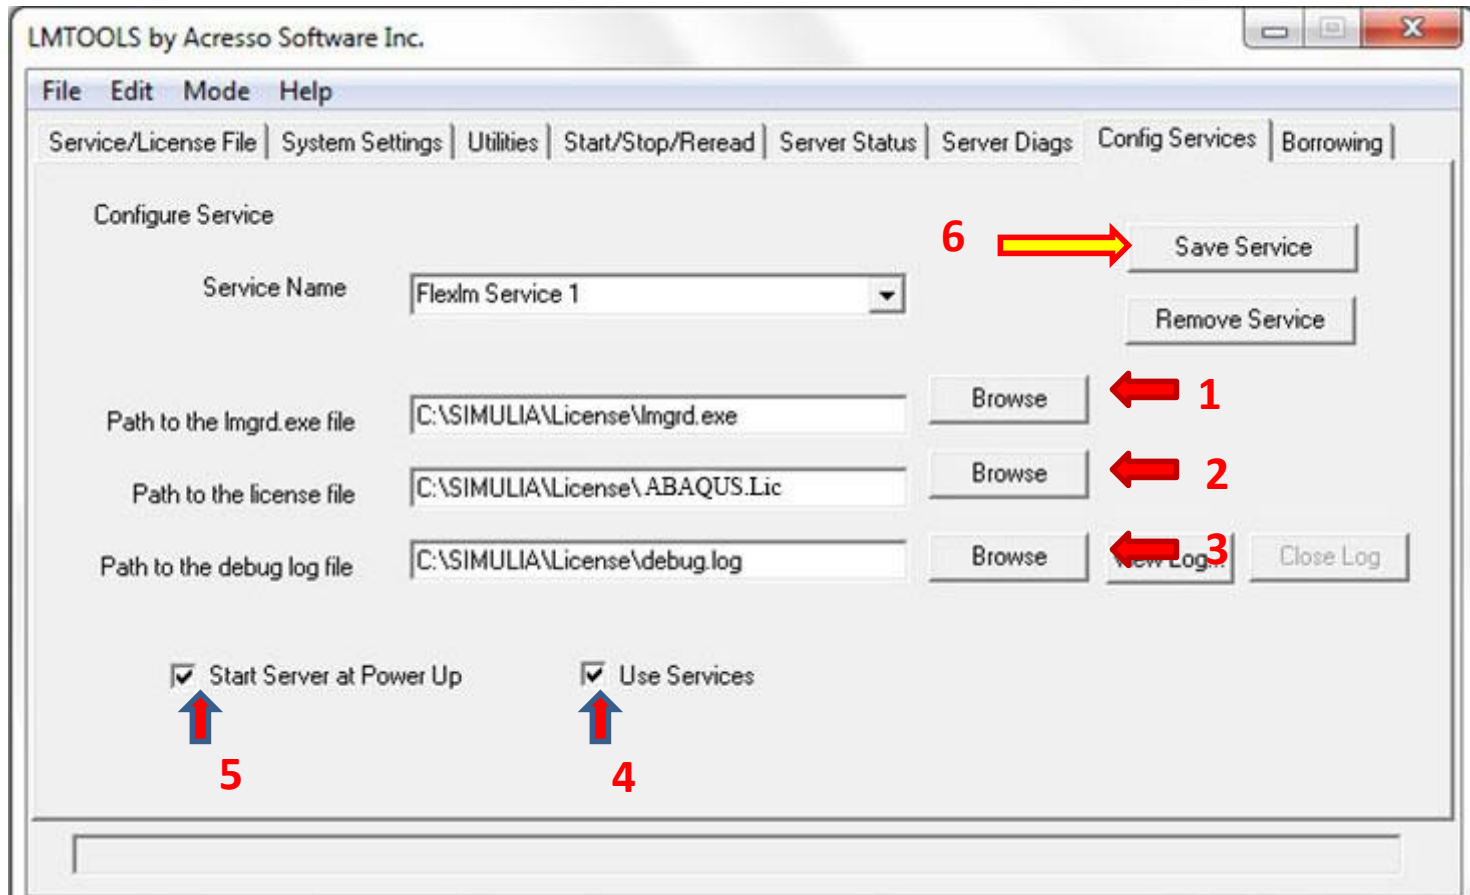 LMTOOLS by Acresso Software Inc.
File Edit Mode Help
Service/License File System Settings Utilities Start/Stop/Reread Server Status Server Diags Config Services Borrowing
Configure Service
6 Save Service
Service Name Flexlm Service 1
Remove Service
Path to the lmgrd.exe file C:\SIMULIA\License\lmgrd.exe Browse 1
Path to the license file C:\SIMULIA\License\ABAQUS.Lic Browse 2
Path to the debug log file C:\SIMULIA\License\debug.log Browse 3 Log... Close Log
Start Server at Power Up Use Services
5 4